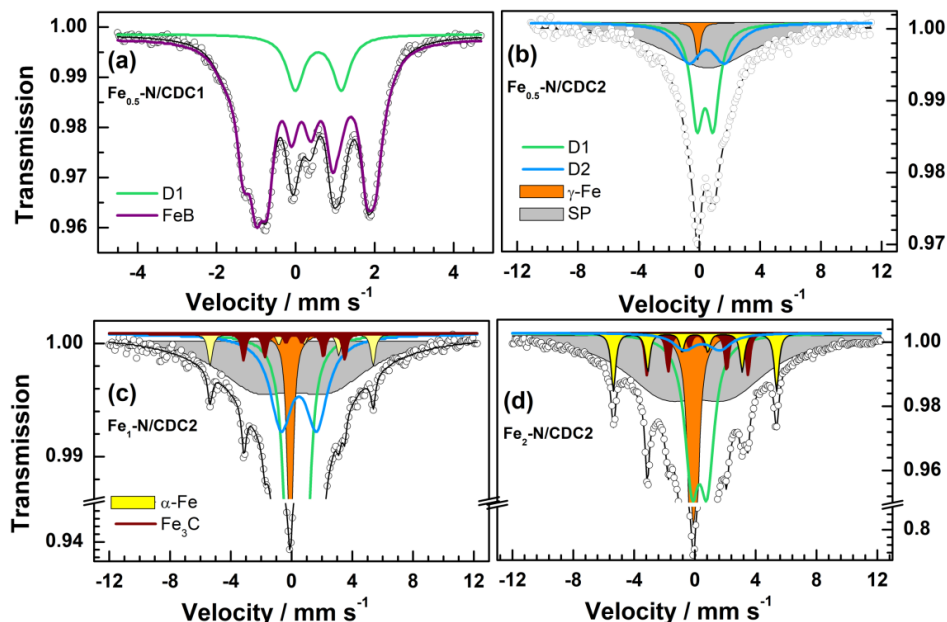 1.00
0.99
0.98
0.97
0.96
Transmission
(a)
Fe0.5-N/CDC1
D1
FeB
-4 -2 0 2 4
Velocity / mm s-1
1.00
0.99
0.98
0.97
(b)
Fe0.5-N/CDC2
D1
D2
γ-Fe
SP
-12 -8 -4 0 4 8 12
Velocity / mm s-1
1.00
0.99
0.94
Transmission
(c)
Fe1-N/CDC2
α-Fe
Fe3C
-12 -8 -4 0 4 8 12
Velocity / mm s-1
1.00
0.98
0.96
0.8
(d)
Fe2-N/CDC2
-12 -8 -4 0 4 8 12
Velocity / mm s-1